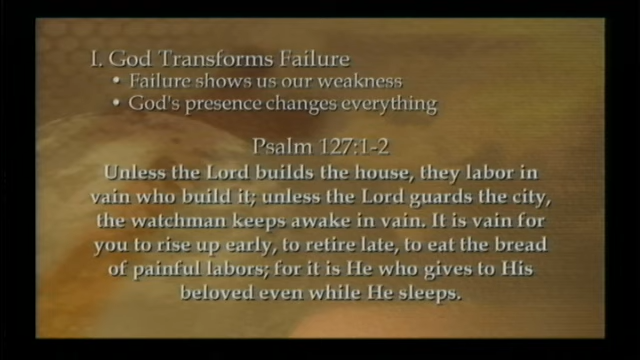 I. God Transforms Failure
• Failure shows us our weakness
• God's presence changes everything
Psalm 127:1-2
Unless the Lord builds the house, they labor in
vain who build it; unless the Lord guards the city,
the watchman keeps awake in vain. It is vain for
you to rise up early, to retire late, to eat the bread
of painful labors; for it is He who gives to His
beloved even while He sleeps.